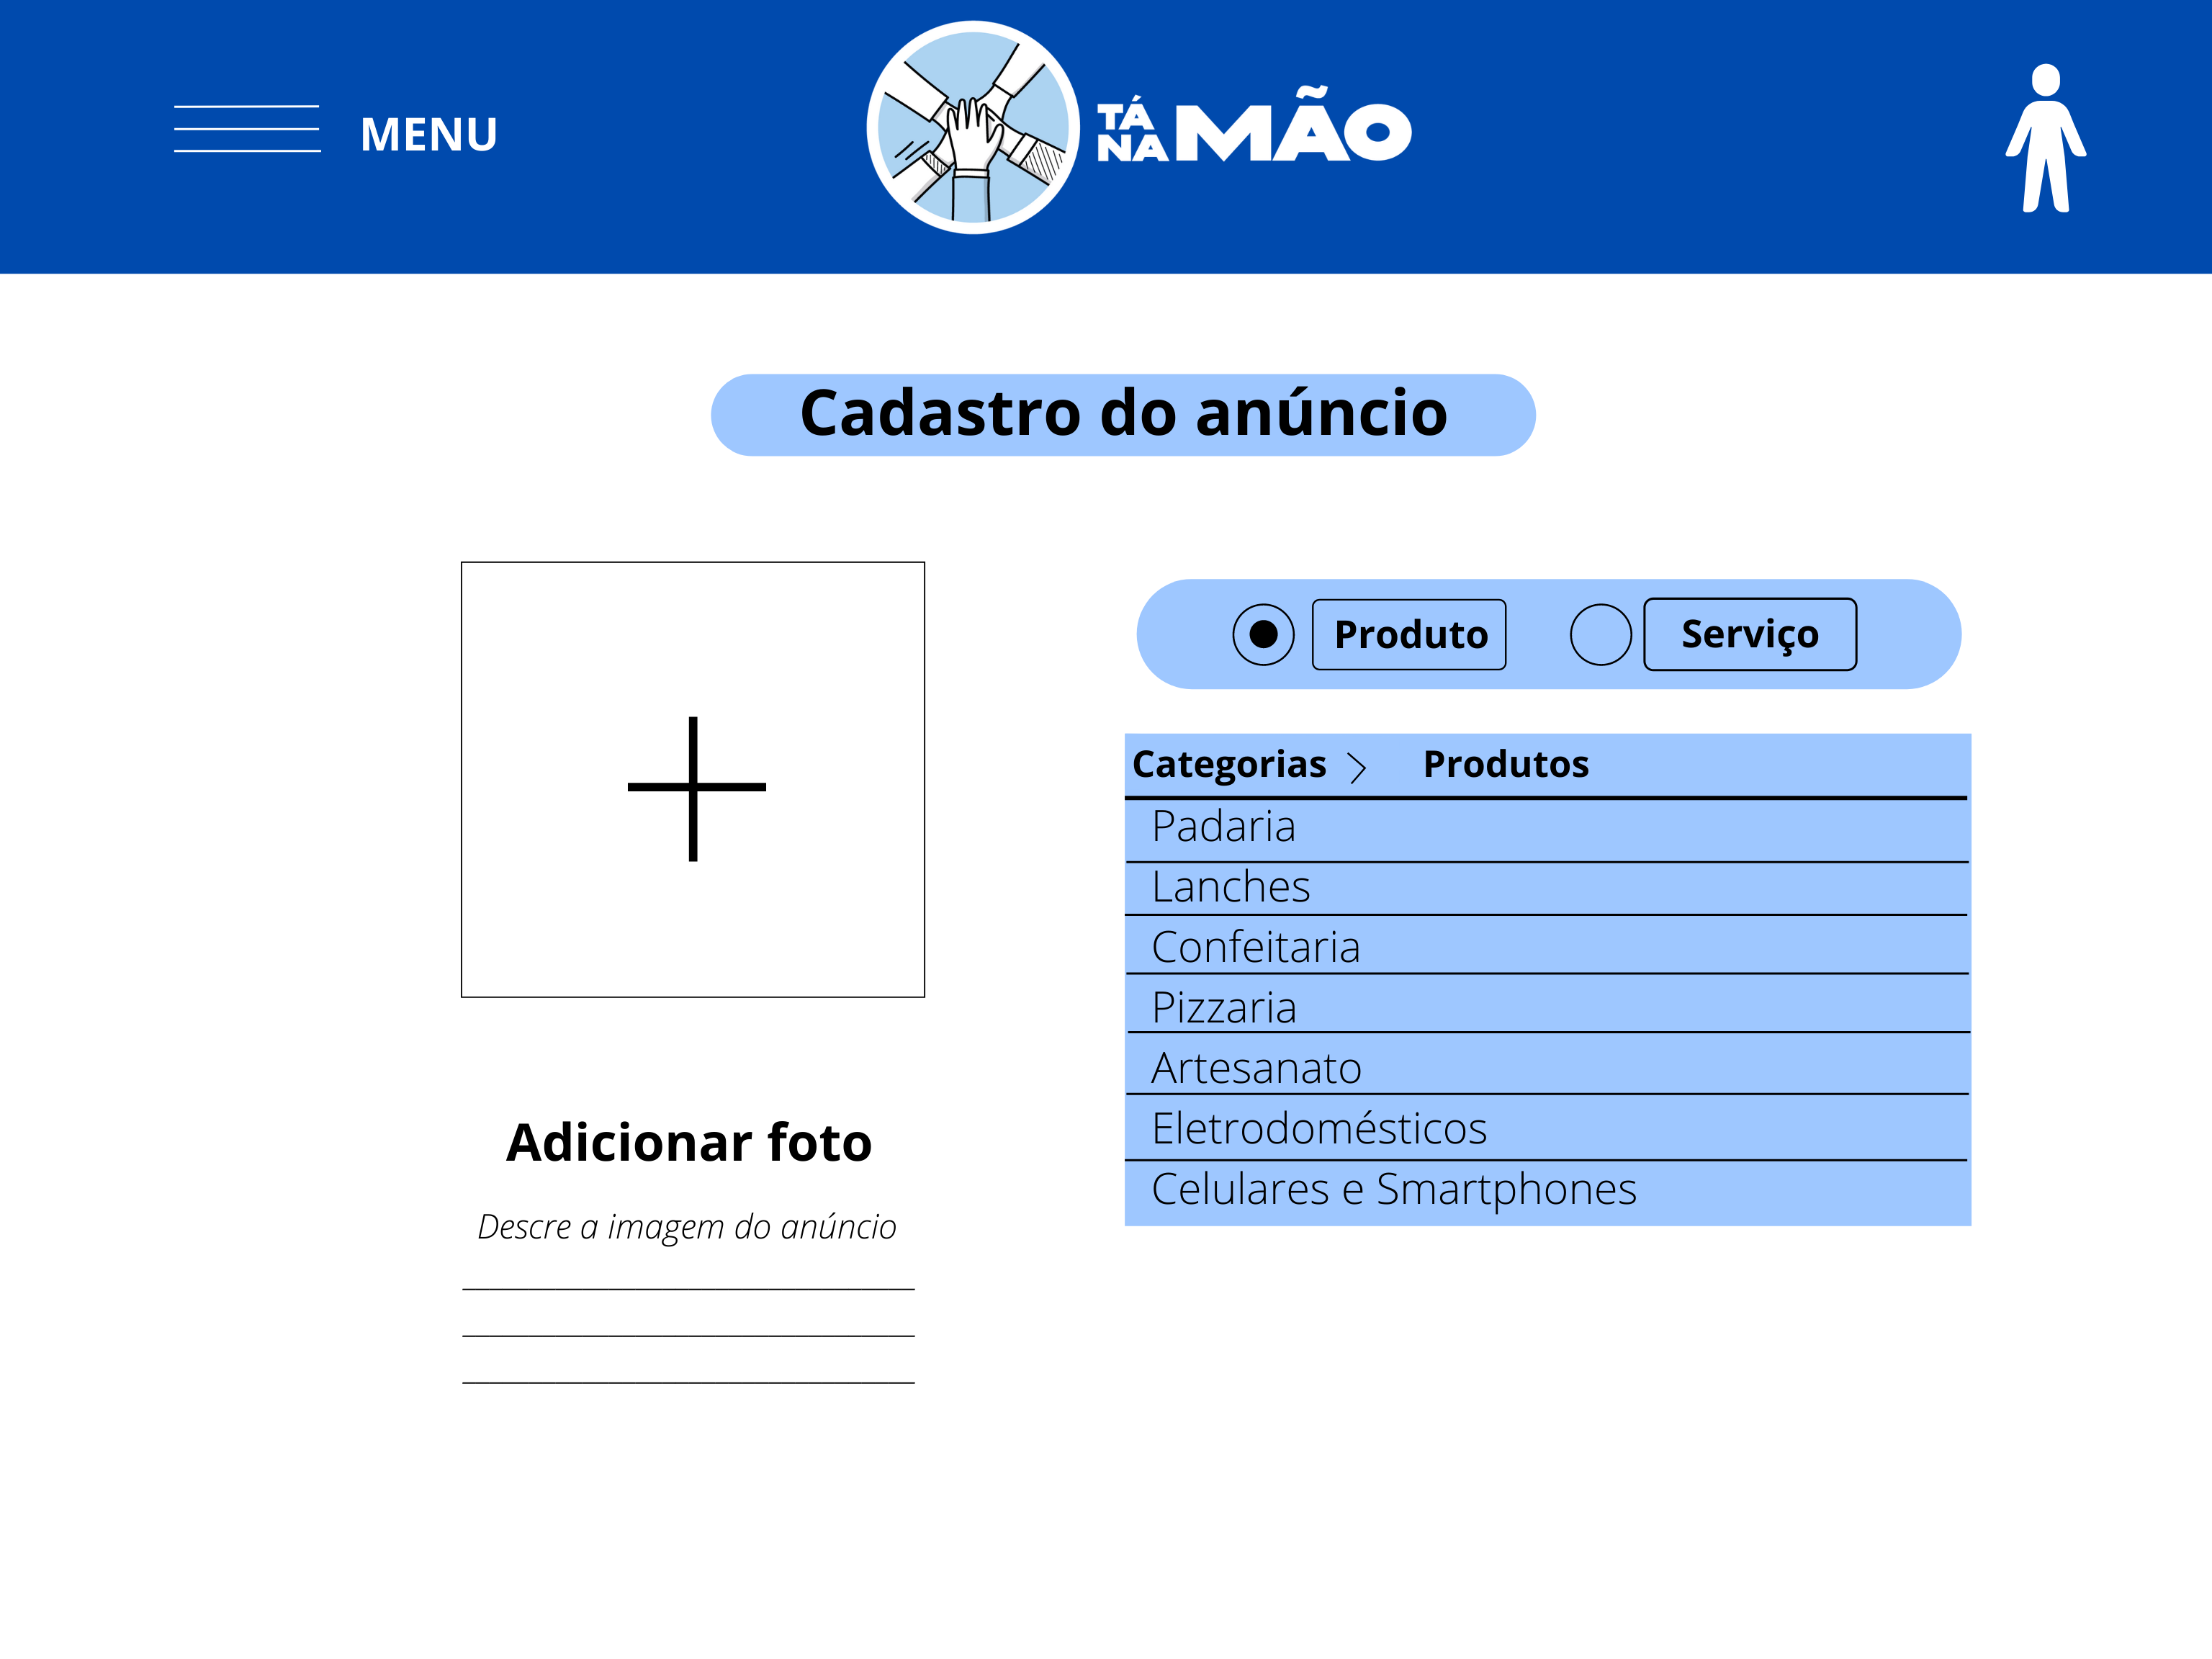 MENU
TÁ
NA MÃO
Cadastro do anúncio
Produto
Serviço
Categorias > Produtos
Padaria
Lanches
Confeitaria
Pizzaria
Artesanato
Eletrodomésticos
Celulares e Smartphones
Adicionar foto
Descre a imagem do anúncio